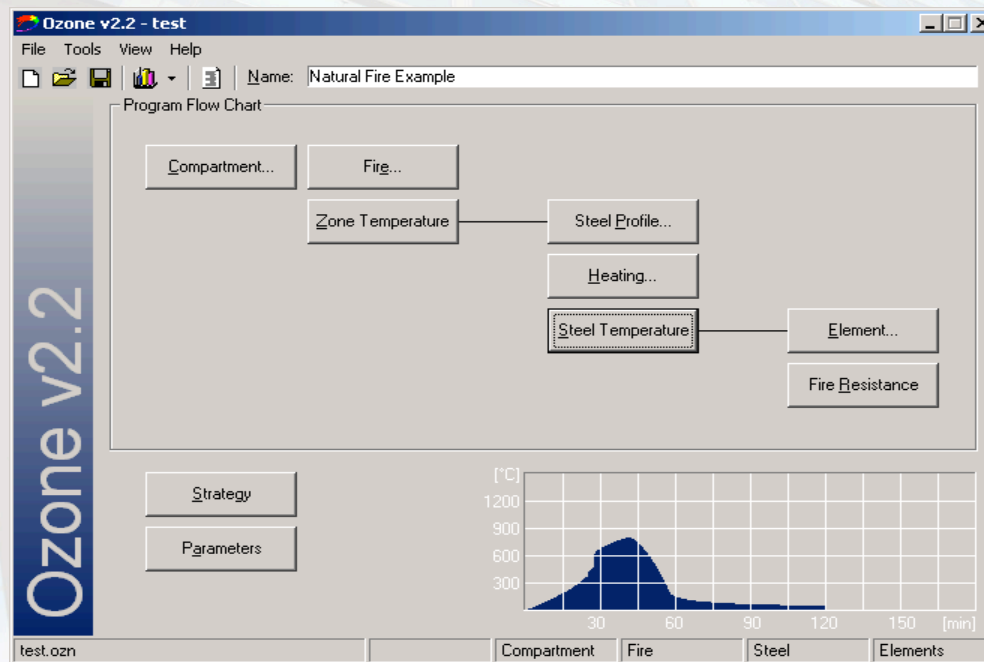 Ozone v2.2 - test
File Tools View Help
Name: Natural Fire Example
Program Flow Chart
Compartment... Fire...
Zone Temperature Steel Profile...
Heating...
Steel Temperature Element...
Fire Resistance
Ozone v2.2
Strategy
Parameters
[°C]
1200
900
600
300
30 60 90 120 150 [min]
test.ozn Compartment Fire Steel Elements